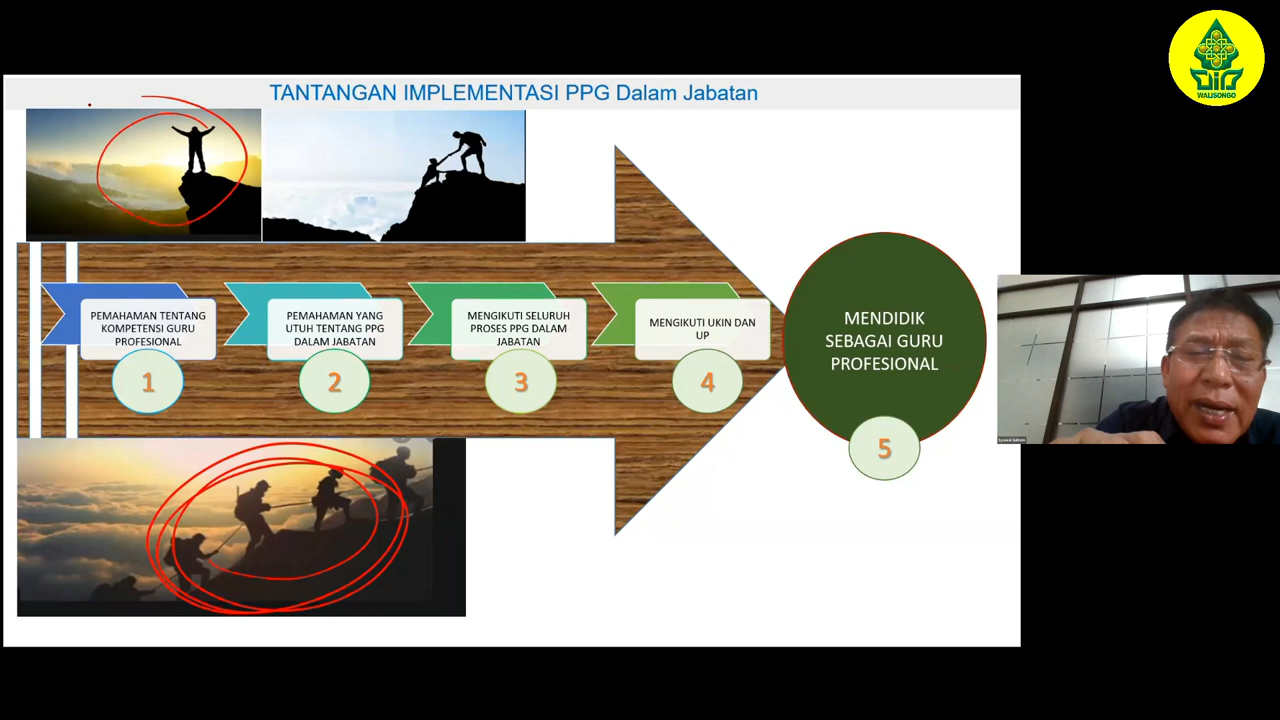 TANTANGAN IMPLEMENTASI PPG Dalam Jabatan
PEMAHAMAN TENTANG
KOMPETENSI GURU
PROFESIONAL
1
PEMAHAMAN YANG
UTUH TENTANG PPG
DALAM JABATAN
2
MENGIKUTI SELURUH
PROSES PPG DALAM
JABATAN
3
MENGIKUTI UKIN DAN
UP
4
MENDIDIK
SEBAGAI GURU
PROFESIONAL
5
WALISONGO